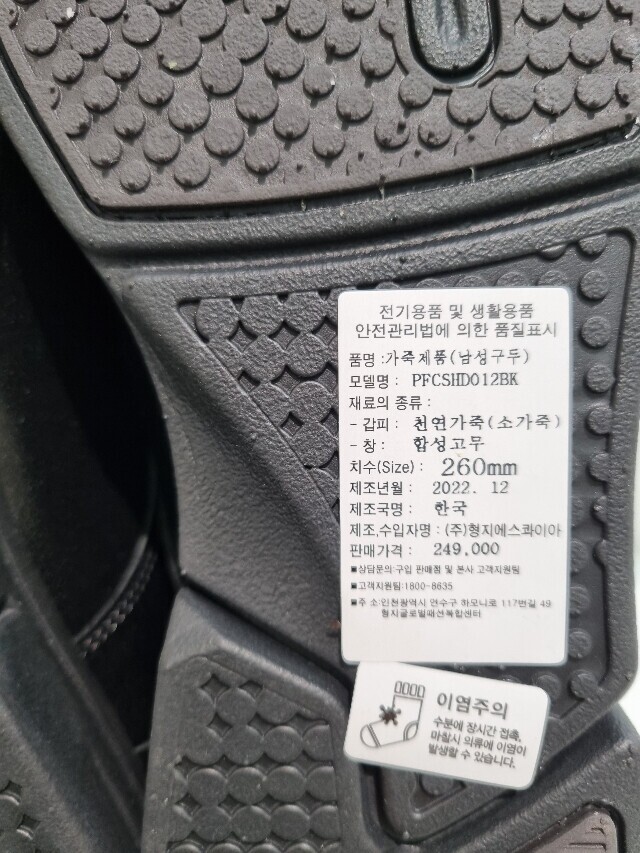 전기용품 및 생활용품
안전관리법에 의한 품질표시
품명 : 가죽제품(남성구두)
모델명 : PFCSHD012BK
재료의 종류 :
- 갑피 : 천연가죽(소가죽)
- 창 : 합성고무
치수(Size) : 260mm
제조년월 : 2022. 12
제조국명 : 한국
제조,수입자명 : (주)형지에스콰이아
판매가격 : 249,000
■상담문의:구입 판매점 및 본사 고객지원팀
■고객지원팀:1800-8635
■주 소:인천광역시 연수구 하모니로 117번길 49
형지글로벌패션복합센터
이염주의
수분에 장시간 접촉,
마찰시 의류에 이염이
발생할 수 있습니다.